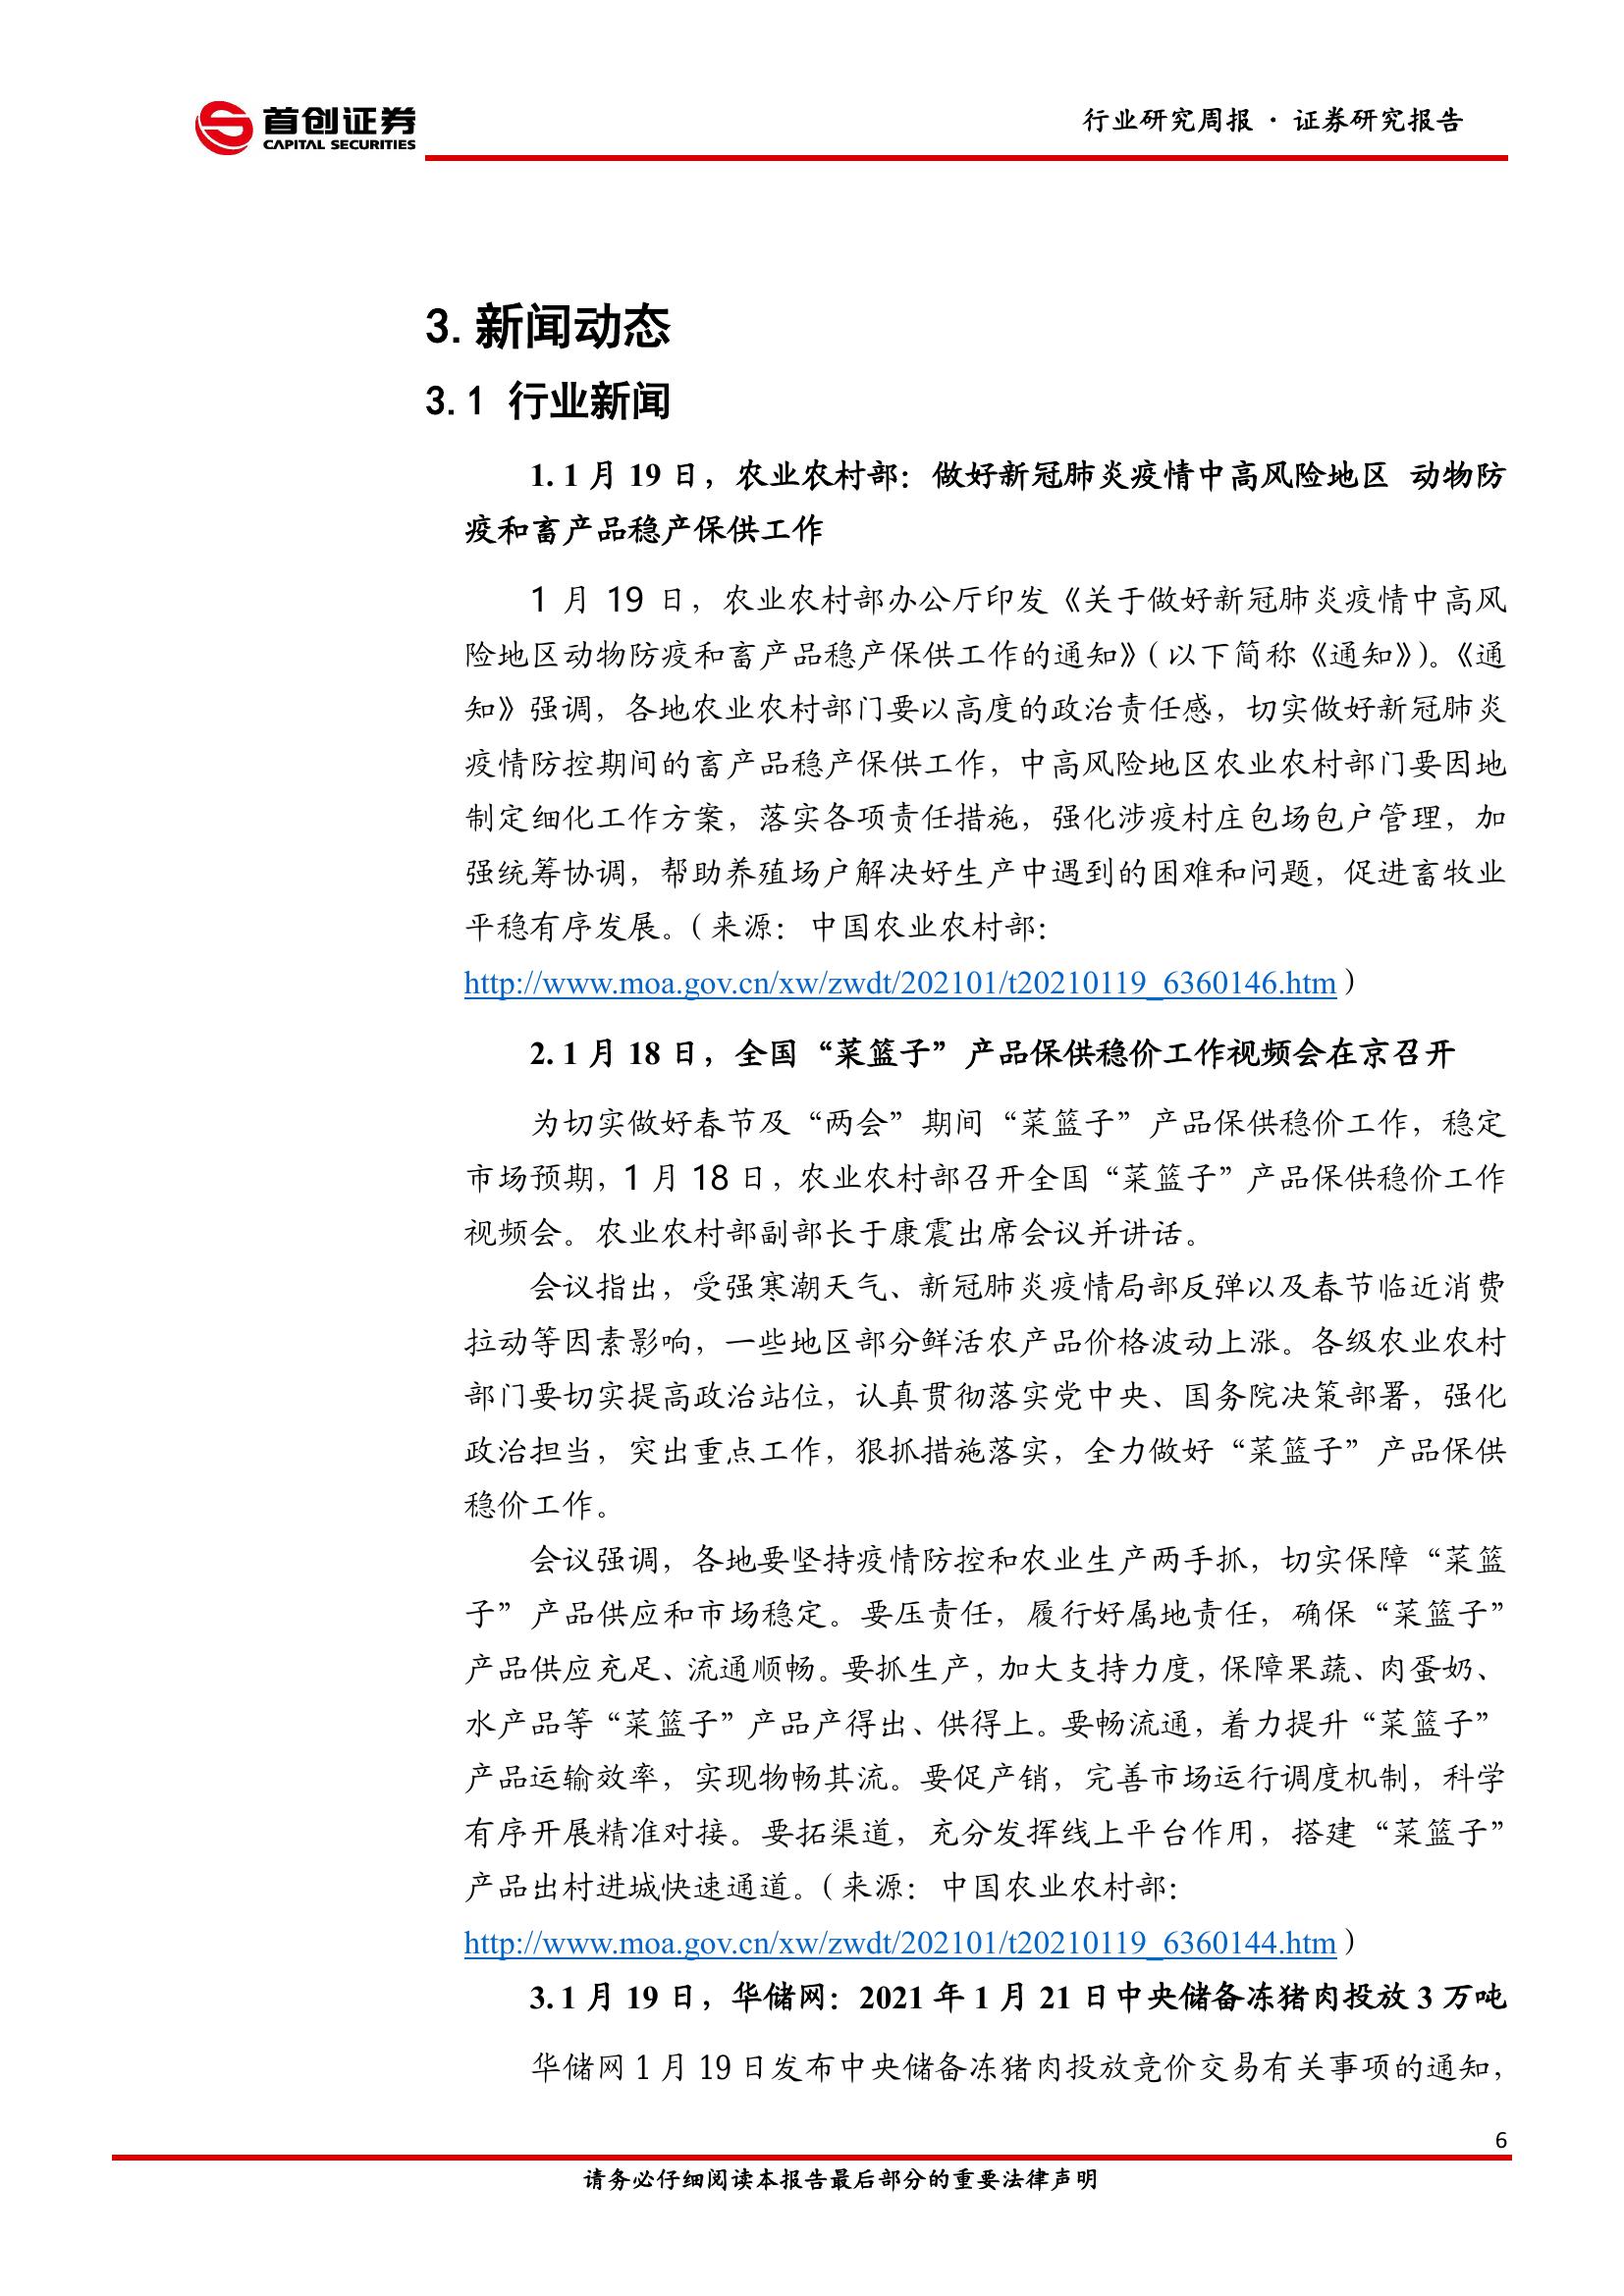 首创证券
CAPITAL SECURITIES
行业研究周报 · 证券研究报告
3.新闻动态
3.1 行业新闻
1. 1 月 19 日，农业农村部：做好新冠肺炎疫情中高风险地区 动物防
疫和畜产品稳产保供工作
1 月 19 日，农业农村部办公厅印发《关于做好新冠肺炎疫情中高风
险地区动物防疫和畜产品稳产保供工作的通知》（以下简称《通知》）。《通
知》强调，各地农业农村部门要以高度的政治责任感，切实做好新冠肺炎
疫情防控期间的畜产品稳产保供工作，中高风险地区农业农村部门要因地
制定细化工作方案，落实各项责任措施，强化涉疫村庄包场包户管理，加
强统筹协调，帮助养殖场户解决好生产中遇到的困难和问题，促进畜牧业
平稳有序发展。（来源：中国农业农村部：
http://www.moa.gov.cn/xw/zwdt/202101/t20210119_6360146.htm）
2. 1 月 18 日，全国“菜篮子”产品保供稳价工作视频会在京召开
为切实做好春节及“两会”期间“菜篮子”产品保供稳价工作，稳定
市场预期，1 月 18 日，农业农村部召开全国“菜篮子”产品保供稳价工作
视频会。农业农村部副部长于康震出席会议并讲话。
会议指出，受强寒潮天气、新冠肺炎疫情局部反弹以及春节临近消费
拉动等因素影响，一些地区部分鲜活农产品价格波动上涨。各级农业农村
部门要切实提高政治站位，认真贯彻落实党中央、国务院决策部署，强化
政治担当，突出重点工作，狠抓措施落实，全力做好“菜篮子”产品保供
稳价工作。
会议强调，各地要坚持疫情防控和农业生产两手抓，切实保障“菜篮
子”产品供应和市场稳定。要压责任，履行好属地责任，确保“菜篮子”
产品供应充足、流通顺畅。要抓生产，加大支持力度，保障果蔬、肉蛋奶、
水产品等“菜篮子”产品产得出、供得上。要畅流通，着力提升“菜篮子”
产品运输效率，实现物畅其流。要促产销，完善市场运行调度机制，科学
有序开展精准对接。要拓渠道，充分发挥线上平台作用，搭建“菜篮子”
产品出村进城快速通道。（来源：中国农业农村部：
http://www.moa.gov.cn/xw/zwdt/202101/t20210119_6360144.htm）
3. 1 月 19 日，华储网：2021 年 1 月 21 日中央储备冻猪肉投放 3 万吨
华储网 1 月 19 日发布中央储备冻猪肉投放竞价交易有关事项的通知，
6
请务必仔细阅读本报告最后部分的重要法律声明